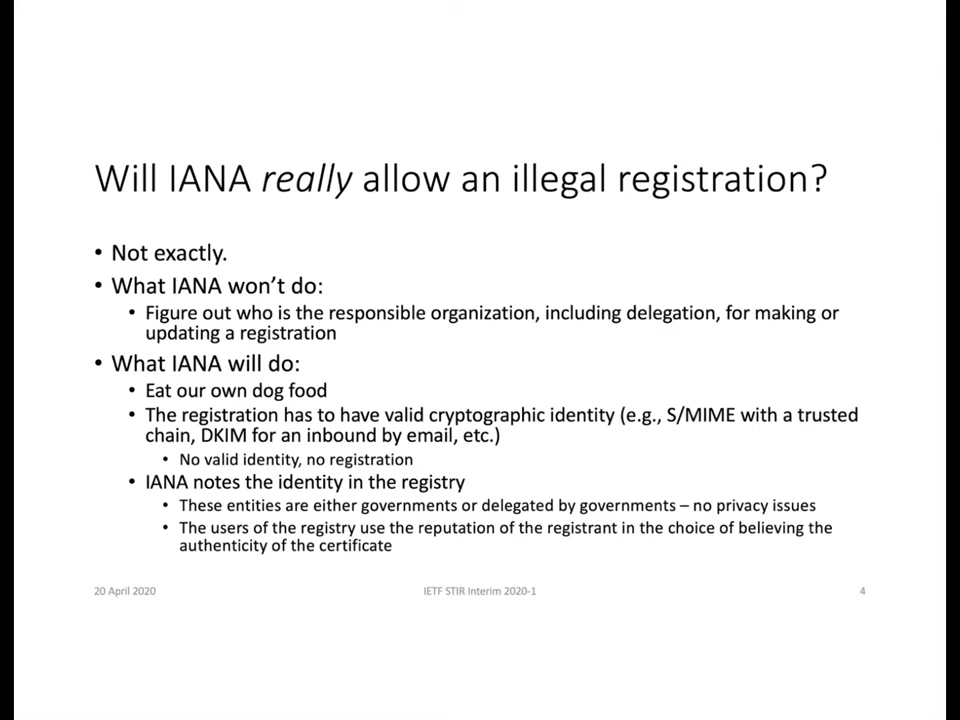 Will IANA really allow an illegal registration?
• Not exactly.
• What IANA won’t do:
• Figure out who is the responsible organization, including delegation, for making or
updating a registration
• What IANA will do:
• Eat our own dog food
• The registration has to have valid cryptographic identity (e.g., S/MIME with a trusted
chain, DKIM for an inbound by email, etc.)
• No valid identity, no registration
• IANA notes the identity in the registry
• These entities are either governments or delegated by governments – no privacy issues
• The users of the registry use the reputation of the registrant in the choice of believing the
authenticity of the certificate
20 April 2020 IETF STIR Interim 2020-1 4